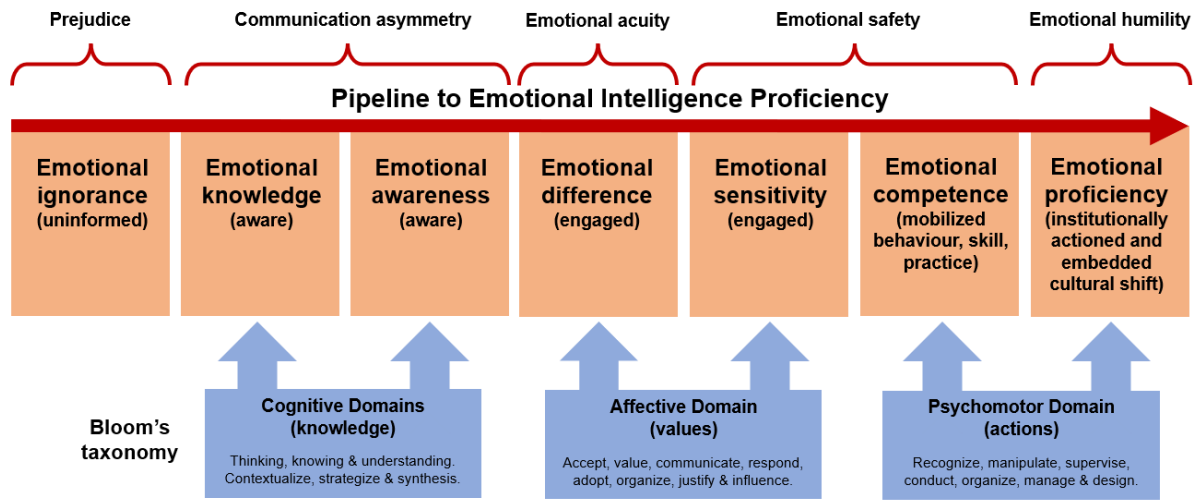 Prejudice
Communication asymmetry
Emotional acuity
Emotional safety
Emotional humility
Pipeline to Emotional Intelligence Proficiency
Emotional
ignorance
(uninformed)
Emotional
knowledge
(aware)
Emotional
awareness
(aware)
Emotional
difference
(engaged)
Emotional
sensitivity
(engaged)
Emotional
competence
(mobilized
behaviour, skill,
practice)
Emotional
proficiency
(institutionally
actioned and
embedded
cultural shift)
Bloom's
taxonomy
Cognitive Domains
(knowledge)
Thinking, knowing & understanding.
Contextualize, strategize & synthesis.
Affective Domain
(values)
Accept, value, communicate, respond,
adopt, organize, justify & influence.
Psychomotor Domain
(actions)
Recognize, manipulate, supervise,
conduct, organize, manage & design.